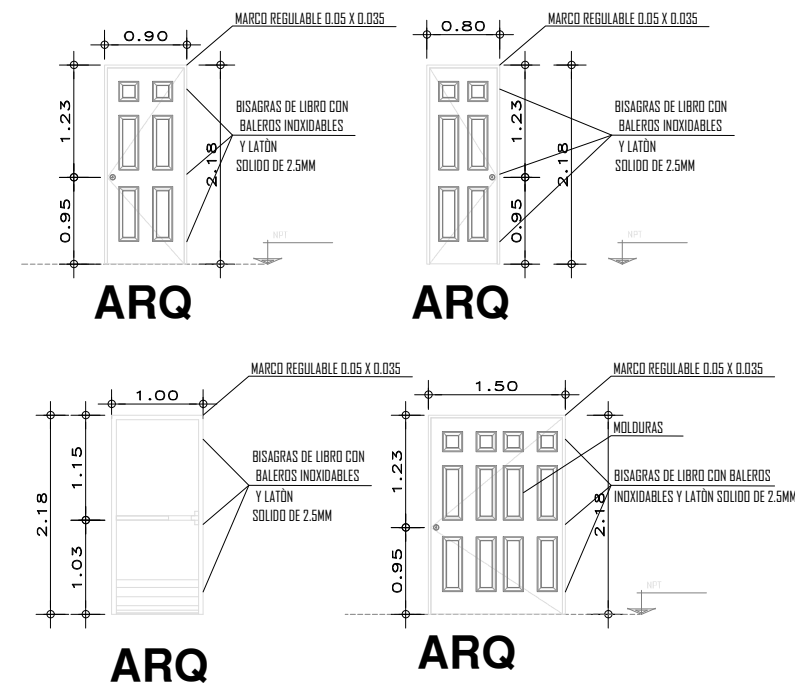 MARCO REGULABLE 0.05 X 0.035
0.90
BISAGRAS DE LIBRO CON
BALEROS INOXIDABLES
Y LATÒN
SOLIDO DE 2.5MM
1.23
2.18
0.95
NPT
ARQ
MARCO REGULABLE 0.05 X 0.035
0.80
BISAGRAS DE LIBRO CON
BALEROS INOXIDABLES
Y LATÒN
SOLIDO DE 2.5MM
1.23
2.18
0.95
NPT
ARQ
MARCO REGULABLE 0.05 X 0.035
1.00
BISAGRAS DE LIBRO CON
BALEROS INOXIDABLES
Y LATÒN
SOLIDO DE 2.5MM
1.15
2.18
1.03
ARQ
MARCO REGULABLE 0.05 X 0.035
1.50
MOLDURAS
1.23
BISAGRAS DE LIBRO CON BALEROS
INOXIDABLES Y LATÒN SOLIDO DE 2.5MM
2.18
0.95
NPT
ARQ